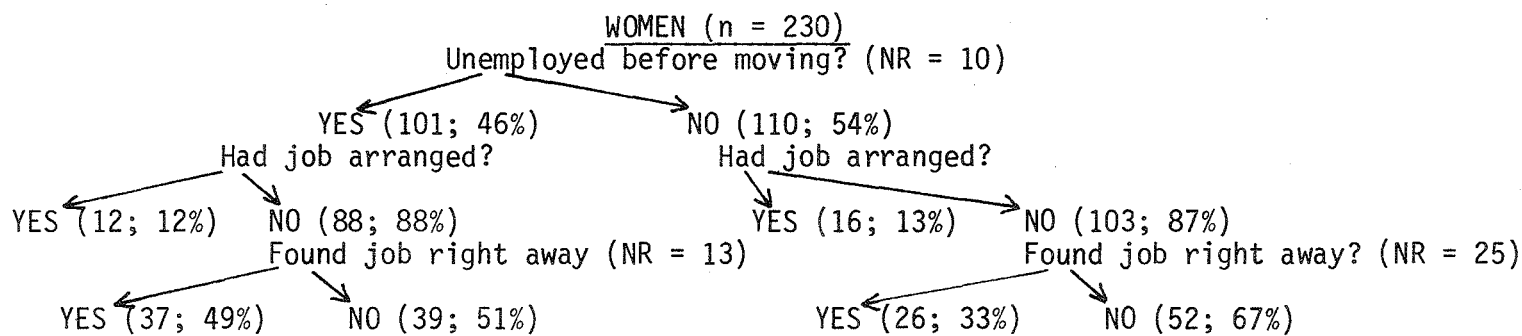 WOMEN (n = 230)
Unemployed before moving? (NR = 10)
YES (101; 46%) NO (110; 54%)
Had job arranged? Had job arranged?
YES (12; 12%) NO (88; 88%) YES (16; 13%) NO (103; 87%)
Found job right away (NR = 13) Found job right away? (NR = 25)
YES (37; 49%) NO (39; 51%) YES (26; 33%) NO (52; 67%)